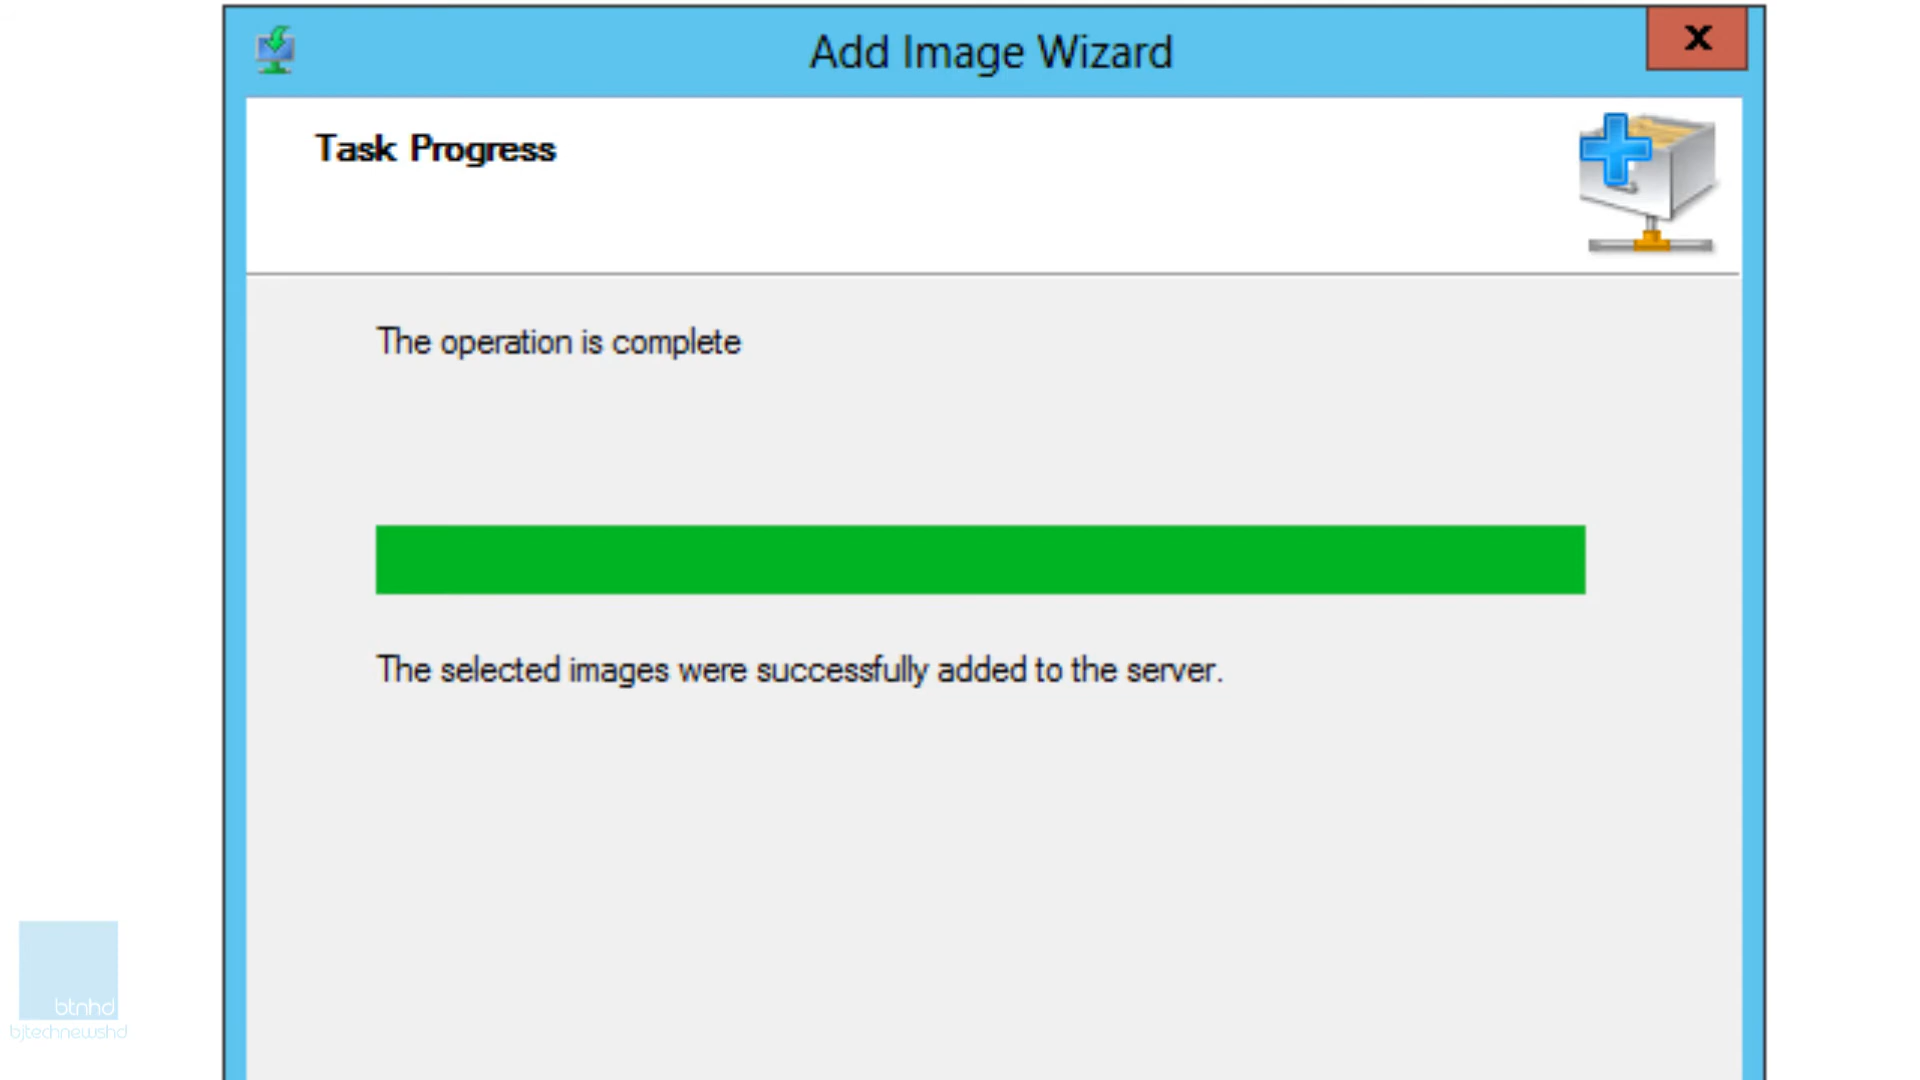 Add Image Wizard
x
Task Progress
The operation is complete
The selected images were successfully added to the server.
btnhd
bjtechnewshd